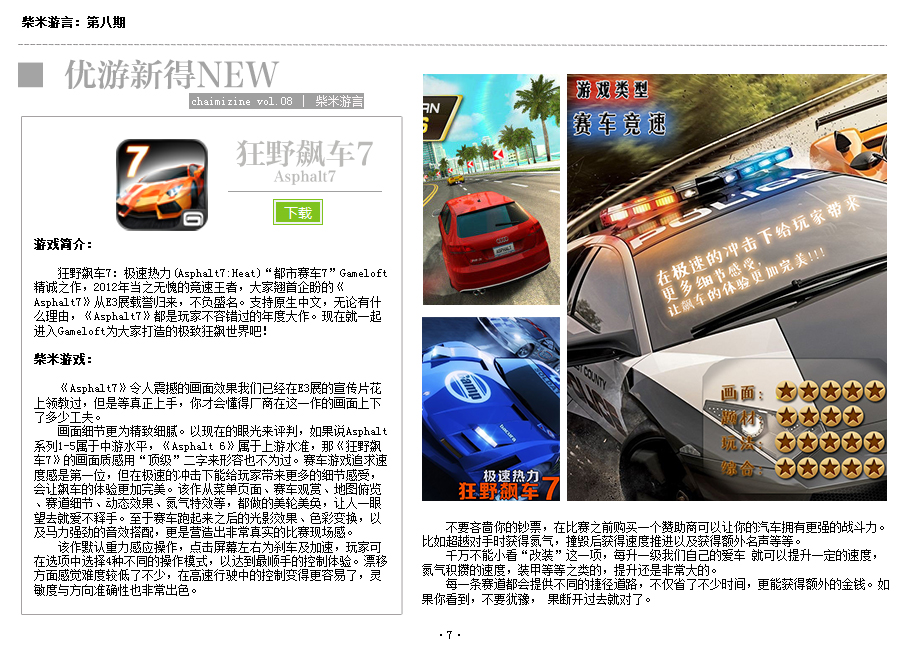 柴米游言：第八期
优游新得NEW
chaimizine vol.08 | 柴米游言
7
狂野飙车7
Asphalt7
下载
游戏简介：
狂野飙车7：极速热力(Asphalt7:Heat)“都市赛车7”Gameloft
精诚之作，2012年当之无愧的竞速王者，大家翘首企盼的《
Asphalt7》从E3展载誉归来，不负盛名。支持原生中文，无论有什
么理由，《Asphalt7》都是玩家不容错过的年度大作。现在就一起
进入Gameloft为大家打造的极致狂飙世界吧！
柴米游戏：
《Asphalt7》令人震撼的画面效果我们已经在E3展的宣传片花
上领教过，但是等真正上手，你才会懂得厂商在这一作的画面上下
了多少工夫。
画面细节更为精致细腻。以现在的眼光来评判，如果说Asphalt
系列1-5属于中游水平，《Asphalt 6》属于上游水准，那《狂野飙
车7》的画面质感用“顶级”二字来形容也不为过。赛车游戏追求速
度感是第一位，但在极速的冲击下能给玩家带来更多的细节感受，
会让飙车的体验更加完美。该作从菜单页面、赛车观赏、地图俯览
、赛道细节、动态效果、氮气特效等，都做的美轮美奂，让人一眼
望去就爱不释手。至于赛车跑起来之后的光影效果、色彩变换，以
及马力强劲的音效搭配，更是营造出非常真实的比赛现场感。
该作默认重力感应操作，点击屏幕左右为刹车及加速，玩家可
在选项中选择4种不同的操作模式，以达到最顺手的控制体验。漂移
方面感觉难度较低了不少，在高速行驶中的控制变得更容易了，灵
敏度与方向准确性也非常出色。
AN
6
极速热力
狂野飙车7
游戏类型
赛车竞速
POLICE
在极速的冲击下给玩家带来
更多细节感受，
让飙车的体验更加完美!!!
COUNTY
POLICE
画面：
题材：
玩法：
综合：
不要吝啬你的钞票，在比赛之前购买一个赞助商可以让你的汽车拥有更强的战斗力。
比如超越对手时获得氮气，撞毁后获得速度推进以及获得额外名声等等。
千万不能小看“改装”这一项，每升一级我们自己的爱车 就可以提升一定的速度，
氮气积攒的速度，装甲等等之类的，提升还是非常大的。
每一条赛道都会提供不同的捷径道路，不仅省了不少时间，更能获得额外的金钱。如
果你看到，不要犹豫， 果断开过去就对了。
·7·